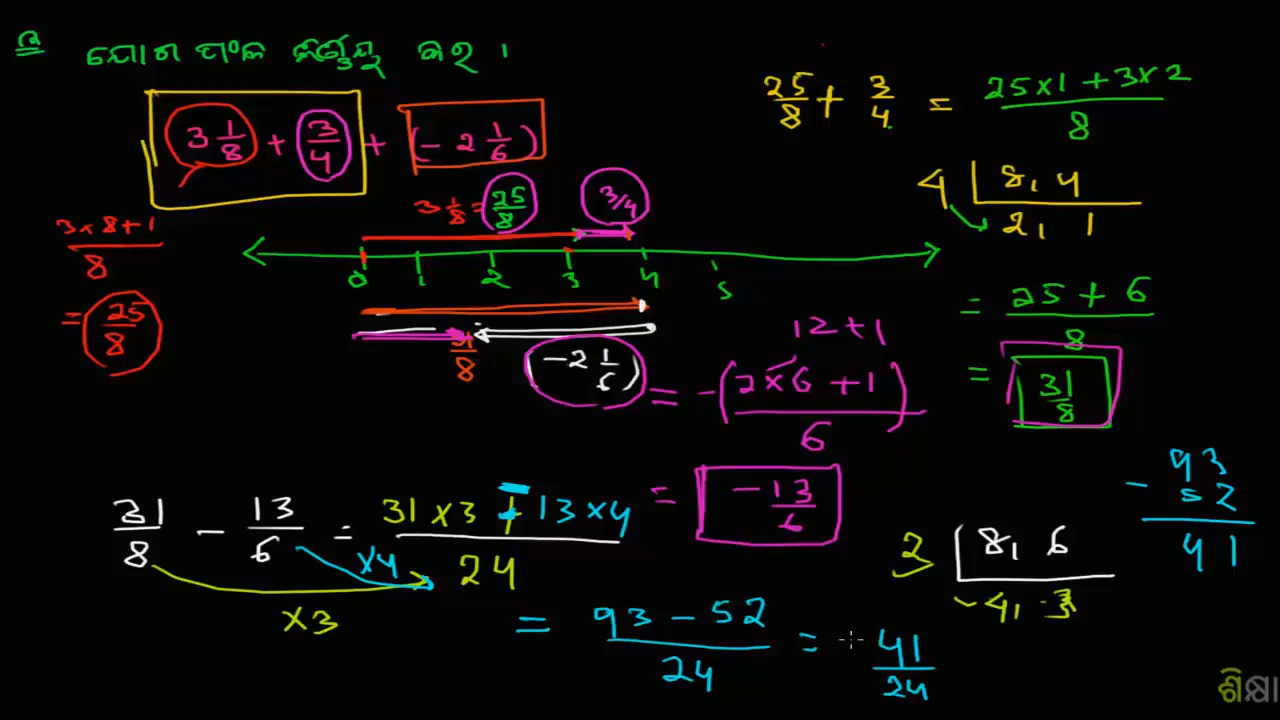 ଯୋଗ ଫଳ ନିର୍ଣ୍ଣୟ କର ।
3 1/8 + 3/4 + (- 2 1/6)
25/8 + 3/4 = (25 x 1 + 3 x 2)/8
4 | 8, 4
2, 1
3 1/8 = 25/8
3/4
(3 x 8 + 1)/8
= 25/8
0 1 2 3 4 5
= (25 + 6)/8
= 31/8
31/8
(-2 1/6)
12 + 1
= -(2 x 6 + 1)/6
= -13/6
31/8 - 13/6 = (31 x 3 - 13 x 4)/24
x4
x3
2 | 8, 6
4, 3
93
- 52
41
= (93 - 52)/24 = 41/24
ଶିକ୍ଷା